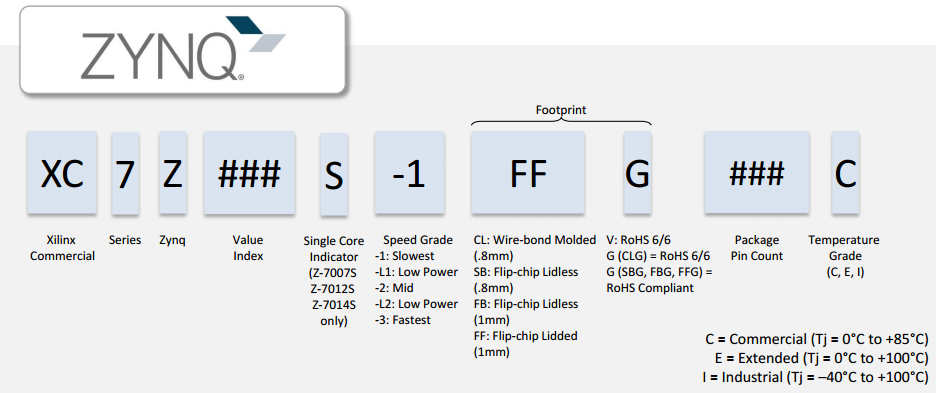 ZYNQ®
Footprint
XC 7 Z ### S -1 FF G ### C
Xilinx
Commercial
Series
Zynq
Value
Index
Single Core
Indicator
(Z-7007S
Z-7012S
Z-7014S
only)
Speed Grade
-1: Slowest
-L1: Low Power
-2: Mid
-L2: Low Power
-3: Fastest
CL: Wire-bond Molded
(.8mm)
SB: Flip-chip Lidless
(.8mm)
FB: Flip-chip Lidless
(1mm)
FF: Flip-chip Lidded
(1mm)
V: RoHS 6/6
G (CLG) = RoHS 6/6
G (SBG, FBG, FFG) =
RoHS Compliant
Package
Pin Count
Temperature
Grade
(C, E, I)
C = Commercial (Tj = 0°C to +85°C)
E = Extended (Tj = 0°C to +100°C)
I = Industrial (Tj = –40°C to +100°C)